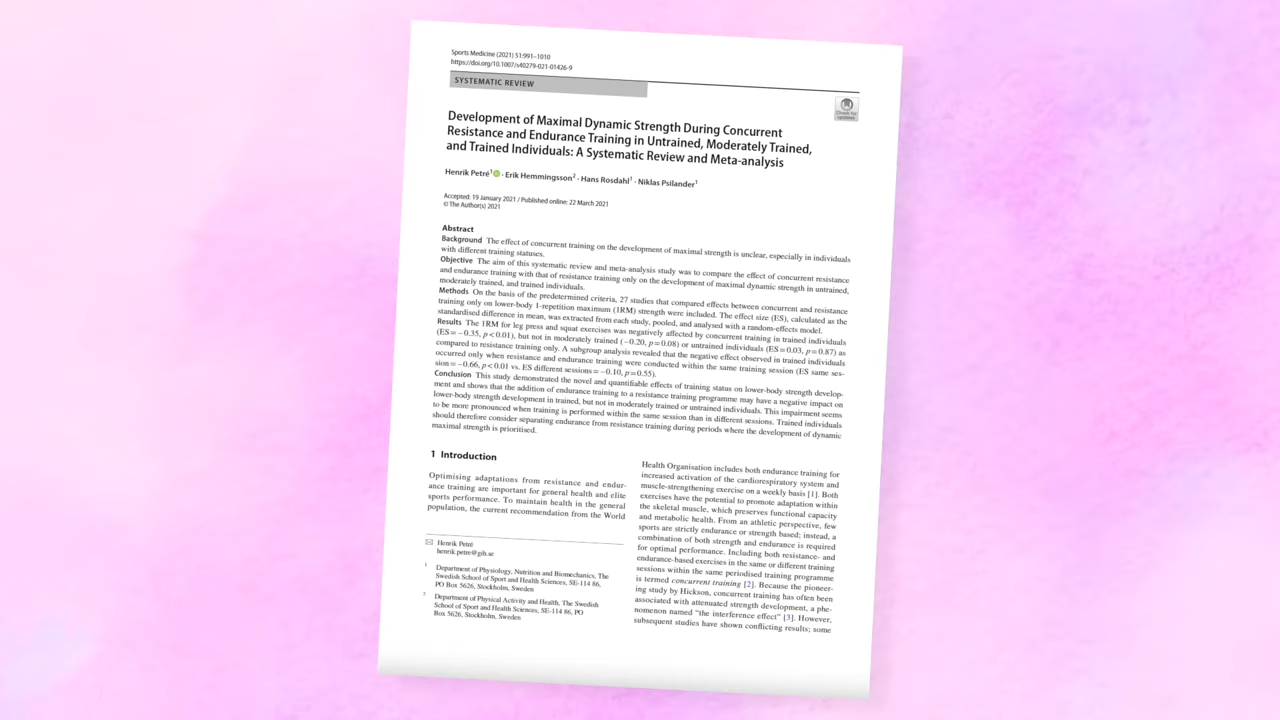 Sports Medicine (2021) 51:991–1010
https://doi.org/10.1007/s40279-021-01426-9
SYSTEMATIC REVIEW
Check for
updates
Development of Maximal Dynamic Strength During Concurrent
Resistance and Endurance Training in Untrained, Moderately Trained,
and Trained Individuals: A Systematic Review and Meta-analysis
Henrik Petré1 · Erik Hemmingsson2 · Hans Rosdahl1 · Niklas Psilander1
Accepted: 19 January 2021 / Published online: 22 March 2021
© The Author(s) 2021
Abstract
Background The effect of concurrent training on the development of maximal strength is unclear, especially in individuals
with different training statuses.
Objective The aim of this systematic review and meta-analysis study was to compare the effect of concurrent resistance
and endurance training with that of resistance training only on the development of maximal dynamic strength in untrained,
moderately trained, and trained individuals.
Methods On the basis of the predetermined criteria, 27 studies that compared effects between concurrent and resistance
training only on lower-body 1-repetition maximum (1RM) strength were included. The effect size (ES), calculated as the
standardised difference in mean, was extracted from each study, pooled, and analysed with a random-effects model.
Results The 1RM for leg press and squat exercises was negatively affected by concurrent training in trained individuals
(ES = −0.35, p < 0.01), but not in moderately trained (−0.20, p = 0.08) or untrained individuals (ES = 0.03, p = 0.87) as
compared to resistance training only. A subgroup analysis revealed that the negative effect observed in trained individuals
occurred only when resistance and endurance training were conducted within the same training session (ES same ses-
sion = −0.66, p < 0.01 vs. ES different sessions = −0.10, p = 0.55).
Conclusion This study demonstrated the novel and quantifiable effects of training status on lower-body strength develop-
ment and shows that the addition of endurance training to a resistance training programme may have a negative impact on
lower-body strength development in trained, but not in moderately trained or untrained individuals. This impairment seems
to be more pronounced when training is performed within the same session than in different sessions. Trained individuals
should therefore consider separating endurance from resistance training during periods where the development of dynamic
maximal strength is prioritised.
1 Introduction
Optimising adaptations from resistance and endur-
ance training are important for general health and elite
sports performance. To maintain health in the general
population, the current recommendation from the World
Henrik Petré
henrik.petre@gih.se
1 Department of Physiology, Nutrition and Biomechanics, The
Swedish School of Sport and Health Sciences, SE-114 86,
PO Box 5626, Stockholm, Sweden
2 Department of Physical Activity and Health, The Swedish
School of Sport and Health Sciences, SE-114 86, PO
Box 5626, Stockholm, Sweden
Health Organisation includes both endurance training for
increased activation of the cardiorespiratory system and
muscle-strengthening exercise on a weekly basis [1]. Both
exercises have the potential to promote adaptation within
the skeletal muscle, which preserves functional capacity
and metabolic health. From an athletic perspective, few
sports are strictly endurance or strength based; instead, a
combination of both strength and endurance is required
for optimal performance. Including both resistance- and
endurance-based exercises in the same or different training
sessions within the same periodised training programme
is termed concurrent training [2]. Because the pioneer-
ing study by Hickson, concurrent training has often been
associated with attenuated strength development, a phe-
nomenon named "the interference effect" [3]. However,
subsequent studies have shown conflicting results; some